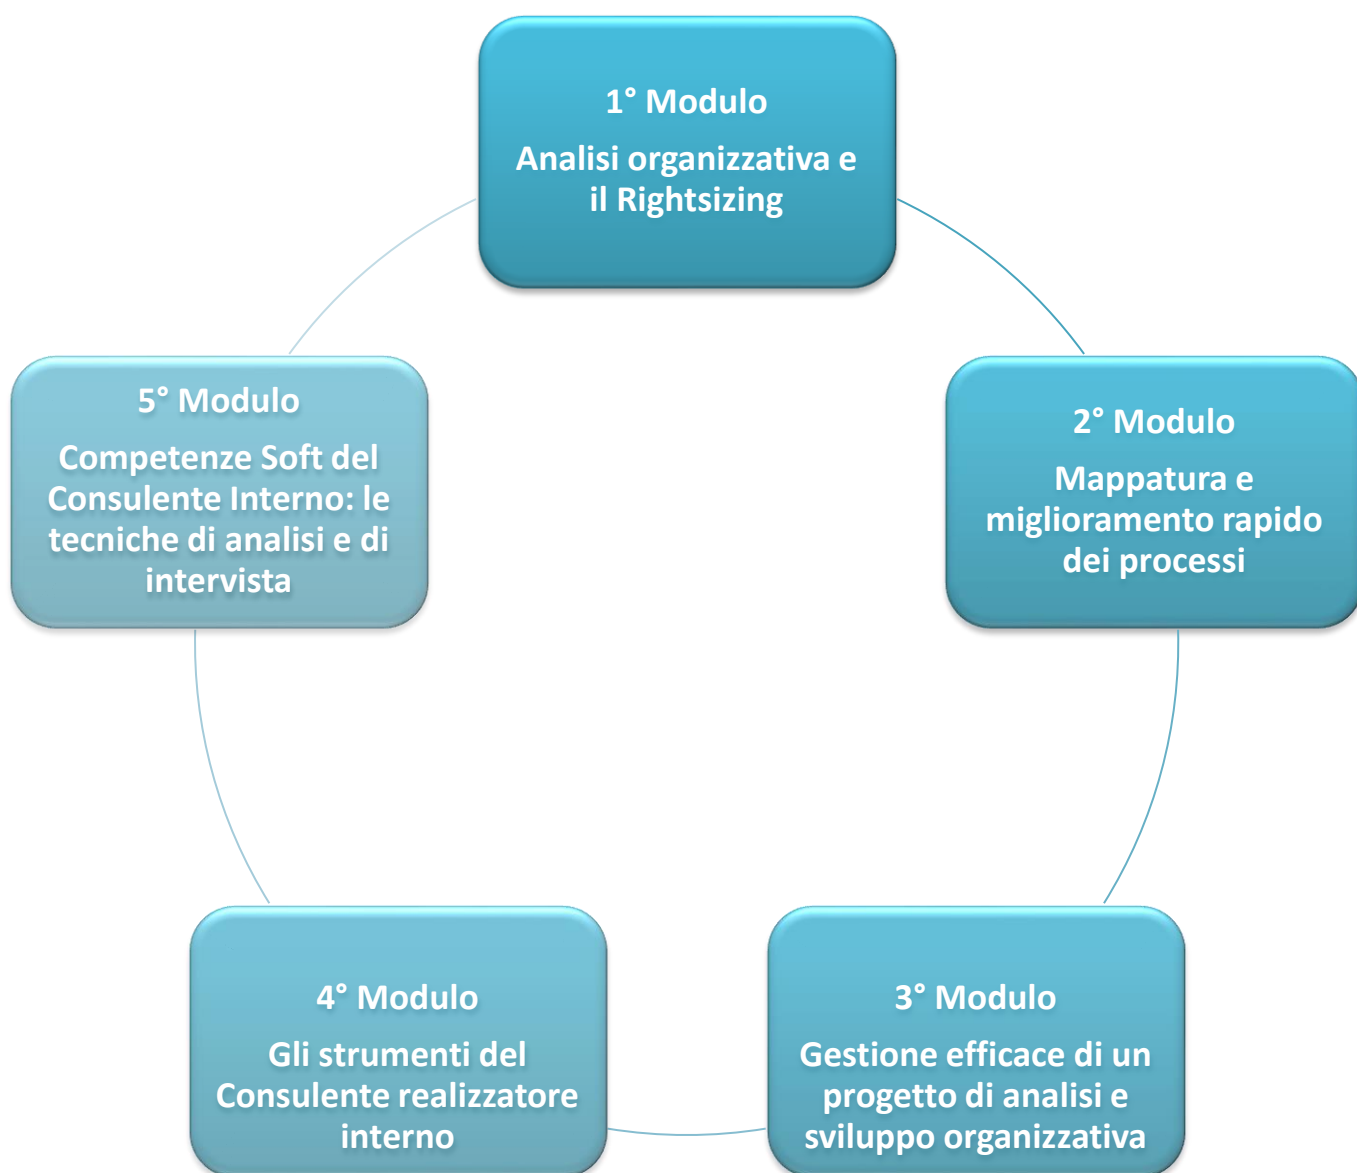 1° Modulo
Analisi organizzativa e
il Rightsizing
2° Modulo
Mappatura e
miglioramento rapido
dei processi
3° Modulo
Gestione efficace di un
progetto di analisi e
sviluppo organizzativa
4° Modulo
Gli strumenti del
Consulente realizzatore
interno
5° Modulo
Competenze Soft del
Consulente Interno: le
tecniche di analisi e di
intervista